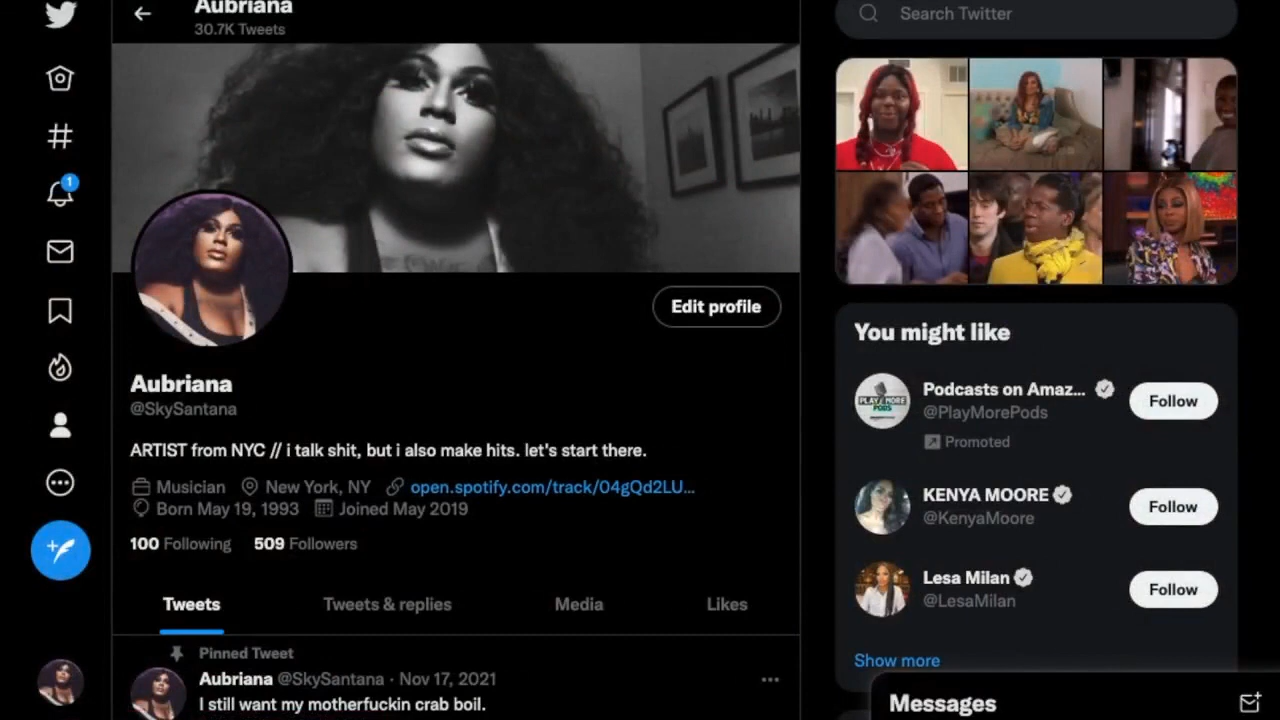 Aubriana
30.7K Tweets
Search Twitter
1
Edit profile
Aubriana
@SkySantana
ARTIST from NYC // i talk shit, but i also make hits. let's start there.
Musician New York, NY open.spotify.com/track/04gQd2LU...
Born May 19, 1993 Joined May 2019
100 Following 509 Followers
Tweets Tweets & replies Media Likes
Pinned Tweet
Aubriana @SkySantana · Nov 17, 2021
I still want my motherfuckin crab boil.
You might like
PLAY MORE
PODS
Podcasts on Amaz...
@PlayMorePods
Promoted
Follow
KENYA MOORE
@KenyaMoore
Follow
Lesa Milan
@LesaMilan
Follow
Show more
Messages